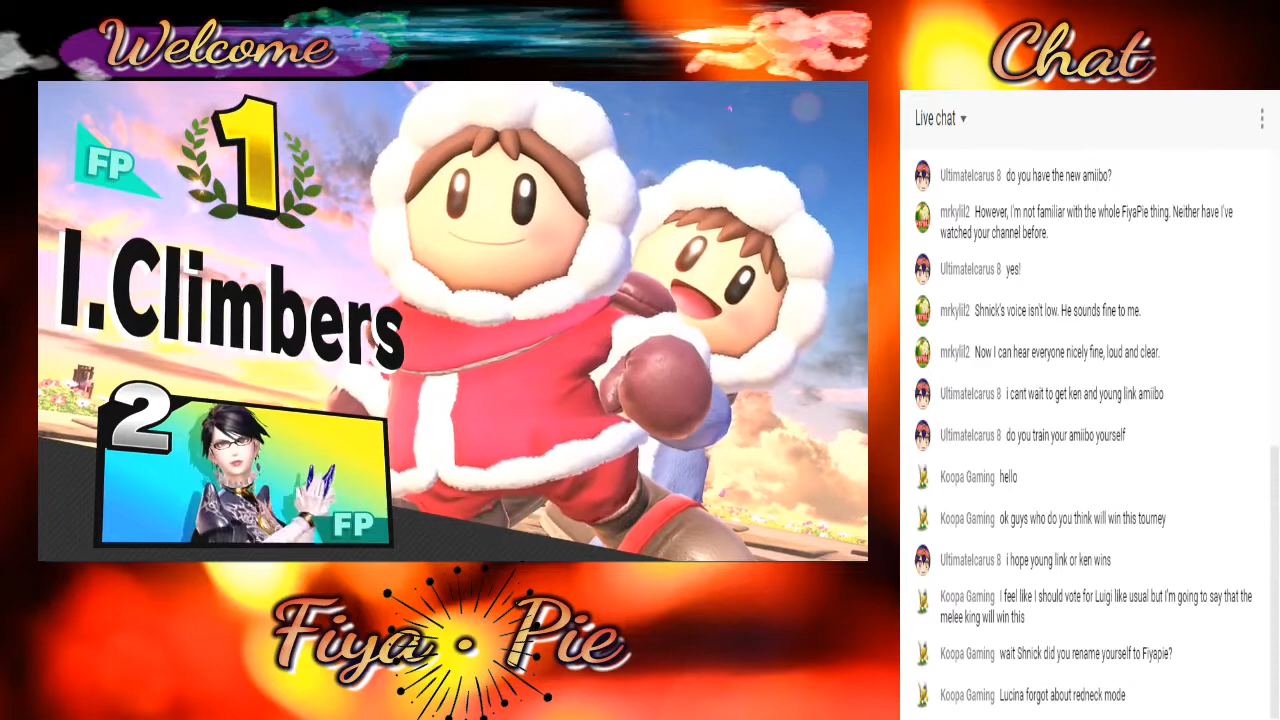 Welcome
Chat
FP
1
I.Climbers
2
FP
Fiya • Pie
Live chat
UltimateIcarus 8 do you have the new amiibo?
mrkylil2 However, I'm not familiar with the whole FiyaPie thing. Neither have I've
watched your channel before.
UltimateIcarus 8 yes!
mrkylil2 Shnick's voice isn't low. He sounds fine to me.
mrkylil2 Now I can hear everyone nicely fine, loud and clear.
UltimateIcarus 8 i cant wait to get ken and young link amiibo
UltimateIcarus 8 do you train your amiibo yourself
Koopa Gaming hello
Koopa Gaming ok guys who do you think will win this tourney
UltimateIcarus 8 i hope young link or ken wins
Koopa Gaming I feel like I should vote for Luigi like usual but I'm going to say that the
melee king will win this
Koopa Gaming wait Shnick did you rename yourself to Fiyapie?
Koopa Gaming Lucina forgot about redneck mode